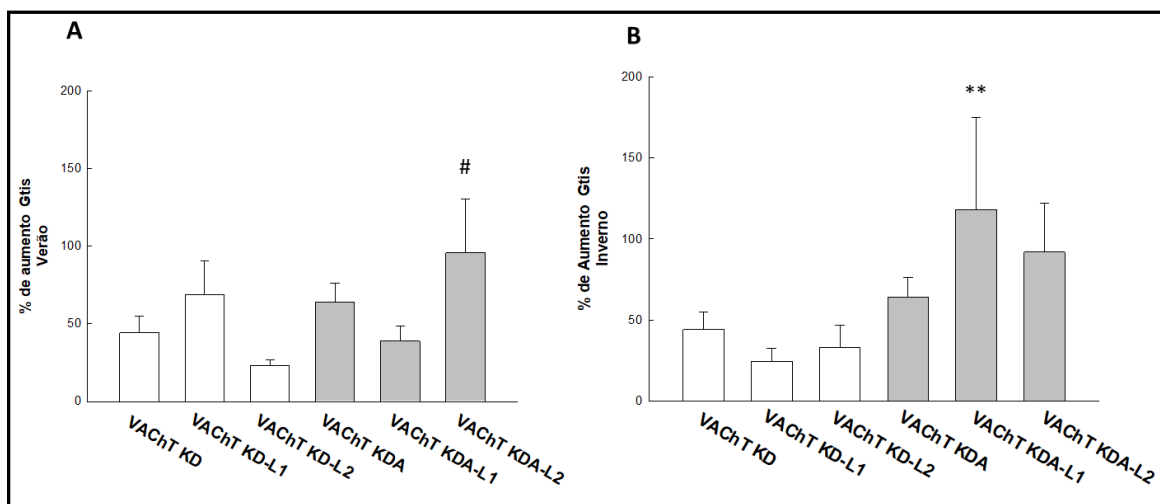 A
200
150
100
50
0
% de aumento Gtis
Verão
#
VAChT KD
VAChT KD-L1
VAChT KD-L2
VAChT KDA
VAChT KDA-L1
VAChT KDA-L2
B
200
150
100
50
0
% de Aumento Gtis
Inverno
**
VAChT KD
VAChT KD-L1
VAChT KD-L2
VAChT KDA
VAChT KDA-L1
VAChT KDA-L2